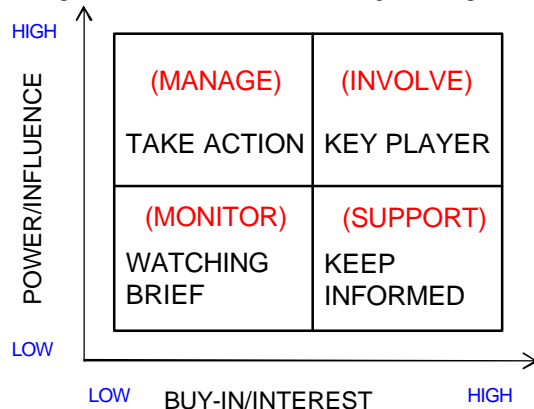 HIGH
POWER/INFLUENCE
(MANAGE)
(INVOLVE)
TAKE ACTION
KEY PLAYER
(MONITOR)
(SUPPORT)
WATCHING
BRIEF
KEEP
INFORMED
LOW
LOW
BUY-IN/INTEREST
HIGH